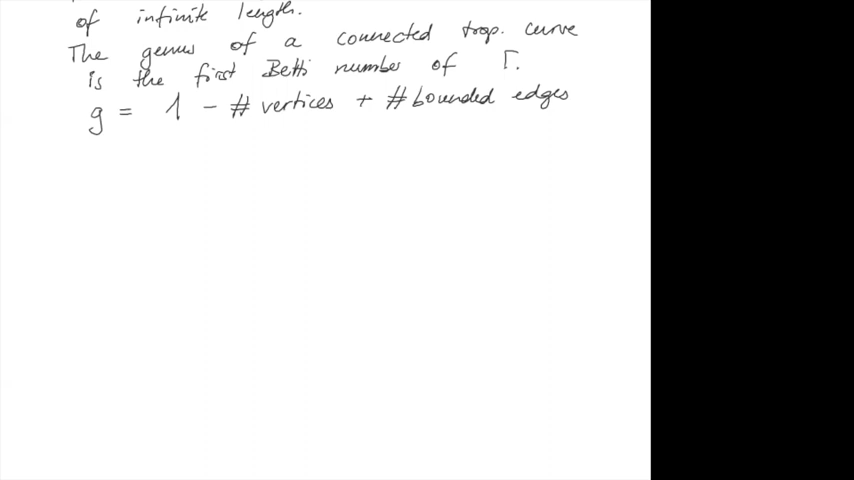 of infinite length.
The genus of a connected trop. curve
is the first Betti number of Γ.
g = 1 - # vertices + # bounded edges